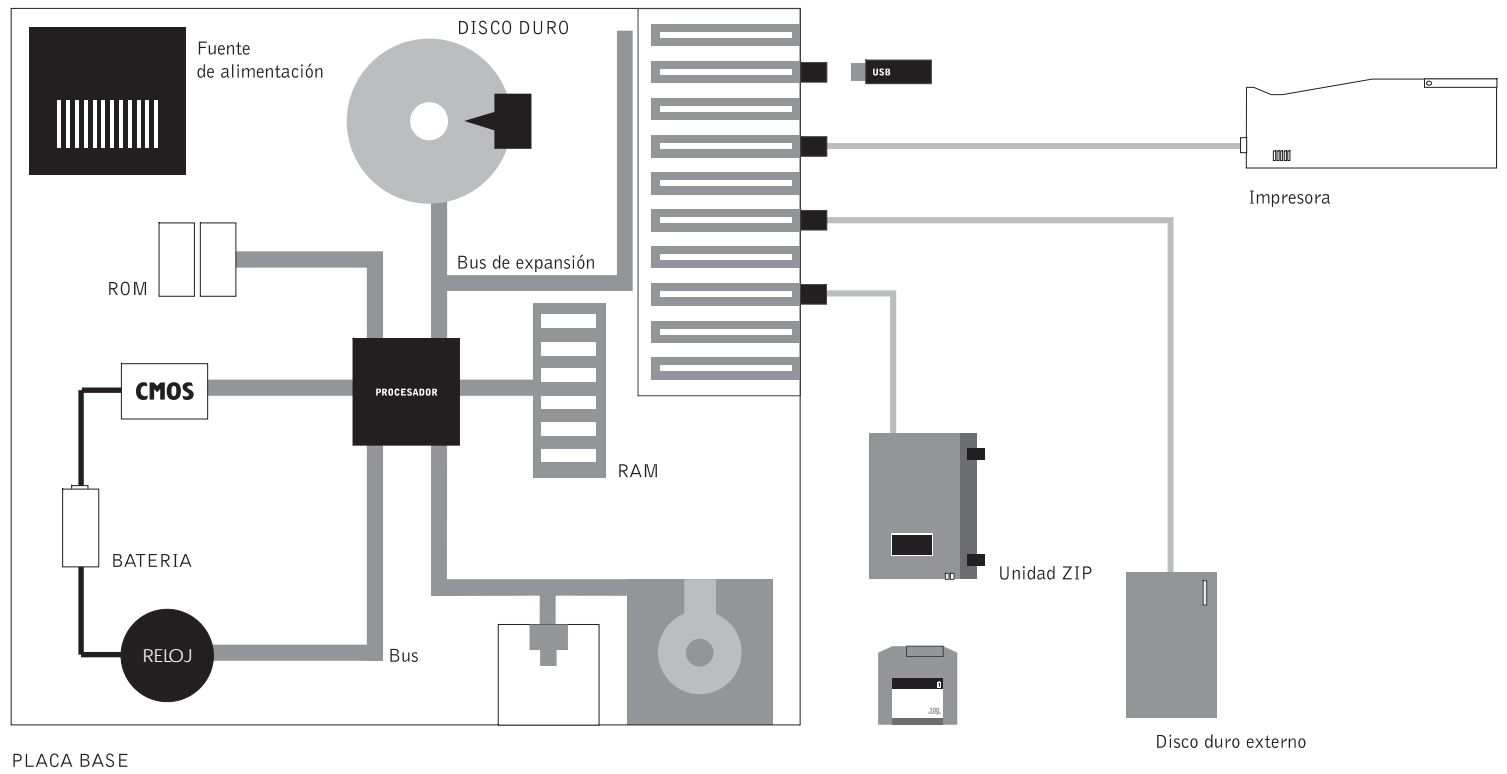 DISCO DURO
Fuente
de alimentación
USB
Impresora
Bus de expansión
ROM
CMOS
PROCESADOR
RAM
BATERIA
Unidad ZIP
RELOJ
Bus
100
Disco duro externo
PLACA BASE